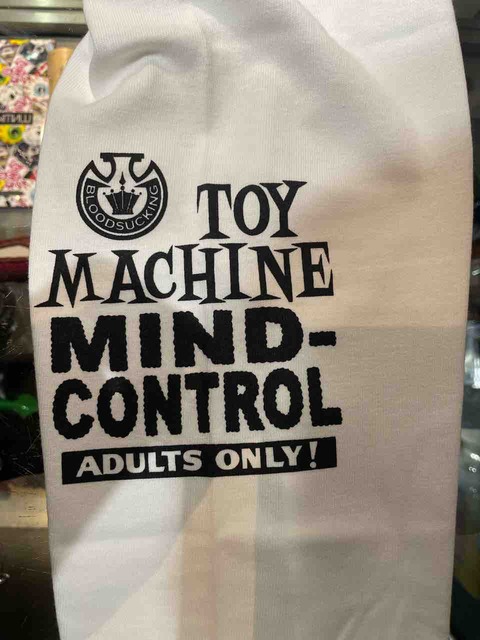 BLOODSUCKING
TOY
MACHINE
MIND-
CONTROL
ADULTS ONLY!